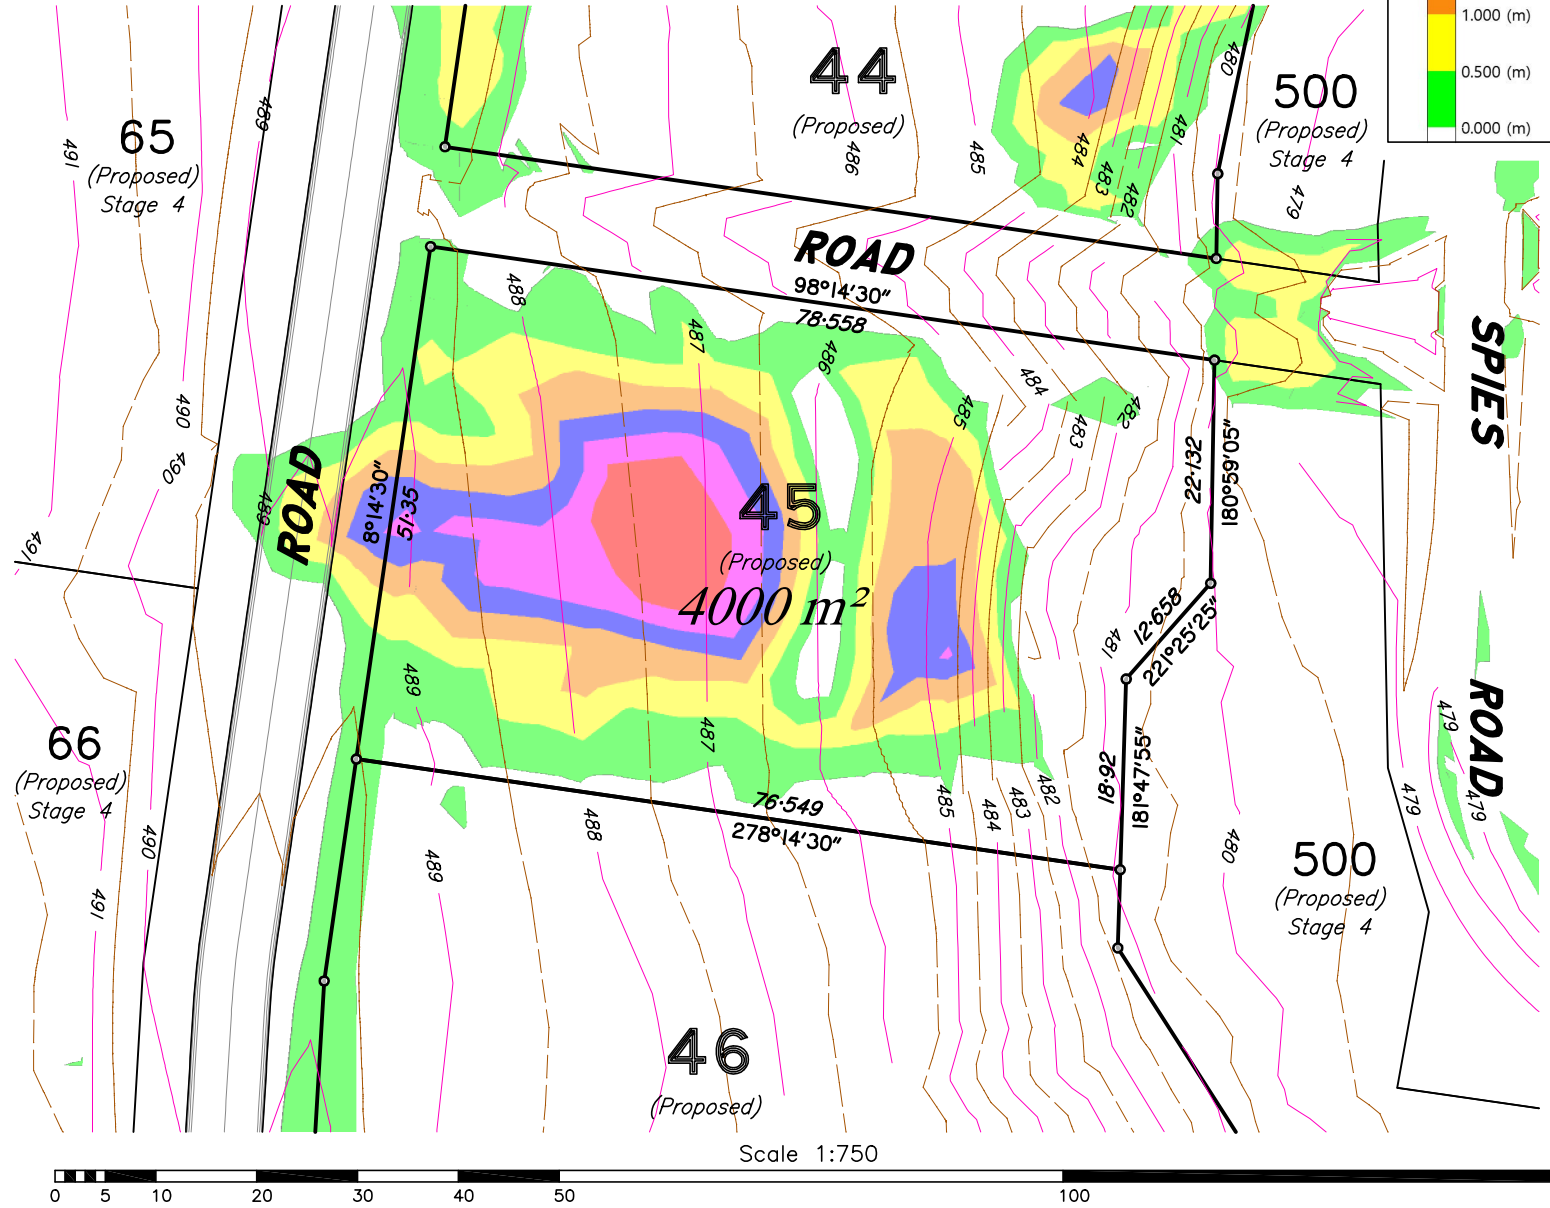 1.000 (m)
0.500 (m)
0.000 (m)
44
(Proposed)
500
(Proposed)
Stage 4
65
(Proposed)
Stage 4
480
489
491
486
485
484
483
482
481
479
ROAD
98°14'30"
78·558
488
487
486
485
484
483
482
SPIES
ROAD
490
490
491
489
ROAD
8°14'30"
51·35
45
(Proposed)
4000 m²
22·132
180°59'05"
12·658
221°25'25"
481
18·92
181°47'55"
489
487
66
(Proposed)
Stage 4
76·549
278°14'30"
488
485
484
483
482
479
479
479
490
489
491
480
500
(Proposed)
Stage 4
46
(Proposed)
Scale 1:750
0 5 10 20 30 40 50 100